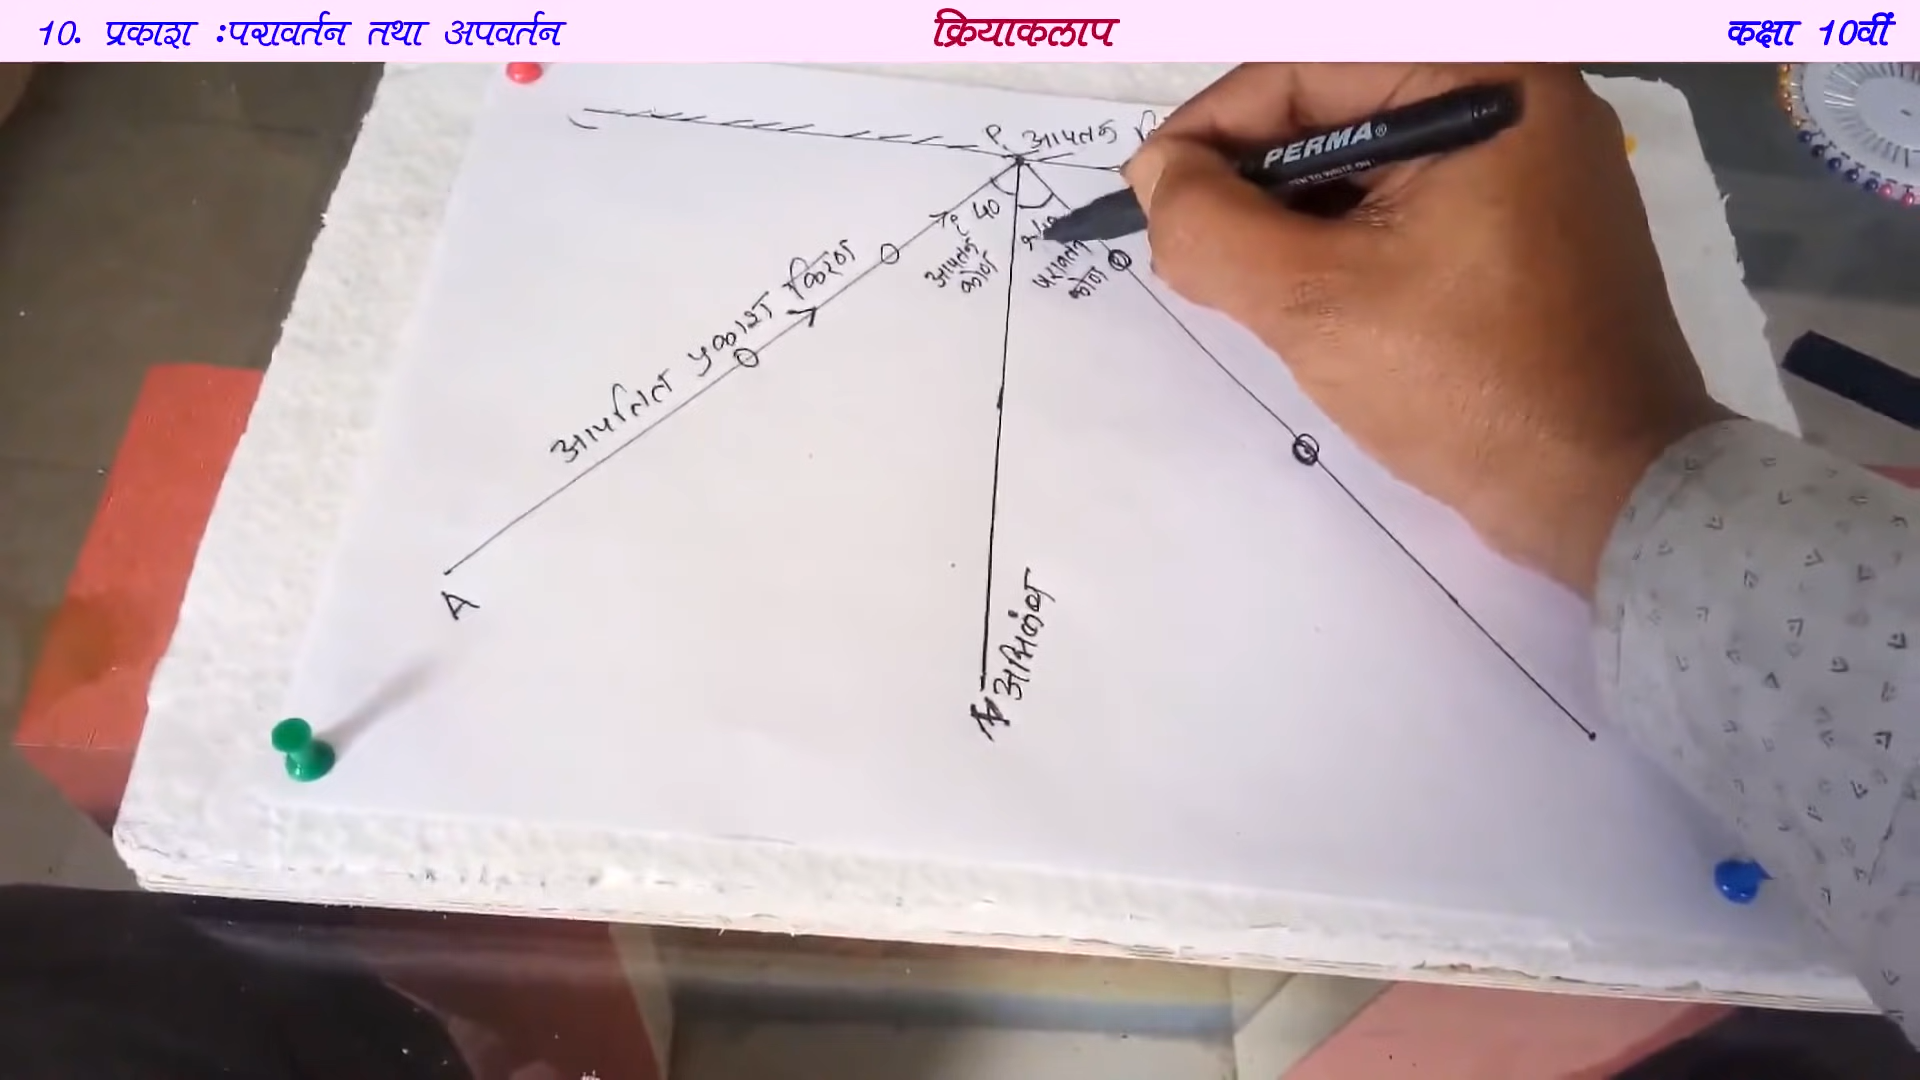 10. प्रकाश :परावर्तन तथा अपवर्तन
क्रियाकलाप
कक्षा 10वीं
P. आपतन
PERMA®
40
i
आपतन
कोण
परावर्तन
कोण
आपतित प्रकाश किरण
A
अभिलंब
N